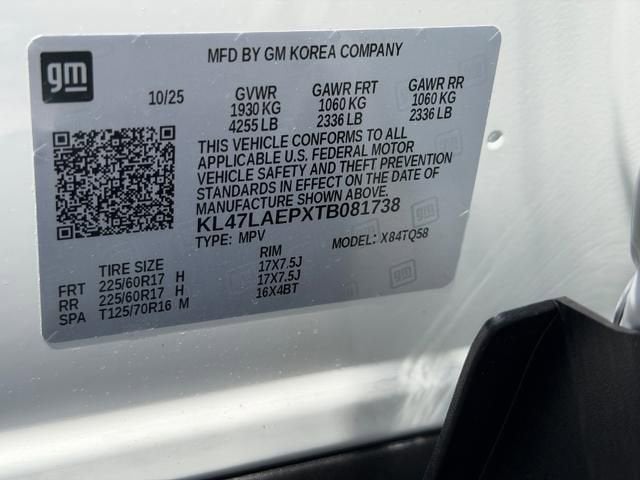 gm
MFD BY GM KOREA COMPANY
10/25
GVWR
1930 KG
4255 LB
GAWR FRT
1060 KG
2336 LB
GAWR RR
1060 KG
2336 LB
THIS VEHICLE CONFORMS TO ALL
APPLICABLE U.S. FEDERAL MOTOR
VEHICLE SAFETY AND THEFT PREVENTION
STANDARDS IN EFFECT ON THE DATE OF
MANUFACTURE SHOWN ABOVE.
KL47LAEPXTB081738
TYPE: MPV MODEL: X84TQ58
TIRE SIZE RIM
FRT 225/60R17 H 17X7.5J
RR 225/60R17 H 17X7.5J
SPA T125/70R16 M 16X4BT